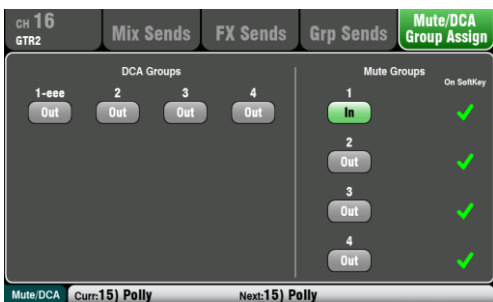 CH 16
GTR2
Mix Sends
FX Sends
Grp Sends
Mute/DCA
Group Assign
DCA Groups
Mute Groups
On SoftKey
1-eee 2 3 4
Out Out Out Out
1
In
2
Out
3
Out
4
Out
Mute/DCA Curr:15) Polly Next:15) Polly